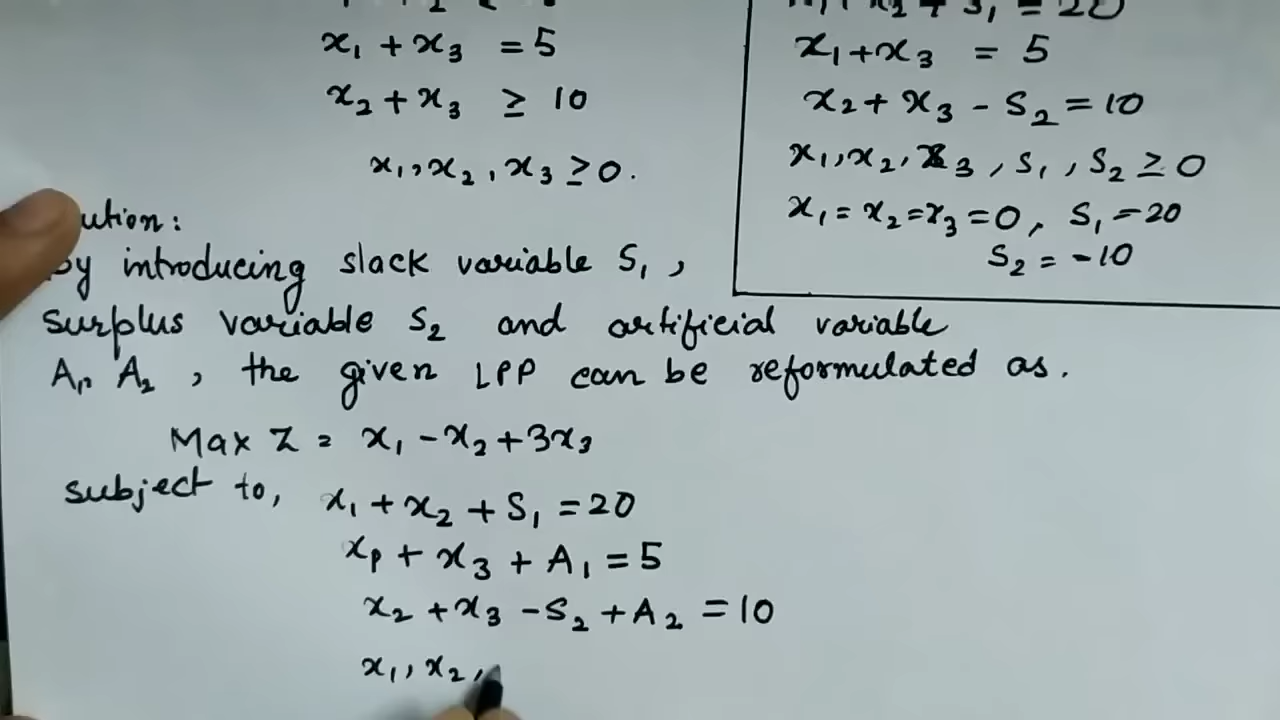 x₁ + x₃ = 5
x₂ + x₃ ≥ 10
x₁, x₂, x₃ ≥ 0.
x₂ + S₁ = 20
x₁ + x₃ = 5
x₂ + x₃ - S₂ = 10
x₁, x₂, x₃, S₁, S₂ ≥ 0
x₁ = x₂ = x₃ = 0, S₁ = 20
S₂ = -10
ution:
By introducing slack variable S₁,
surplus variable S₂ and artificial variable
A₁, A₂, the given LPP can be reformulated as.
Max Z = x₁ - x₂ + 3x₃
subject to, x₁ + x₂ + S₁ = 20
x₁ + x₃ + A₁ = 5
x₂ + x₃ - S₂ + A₂ = 10
x₁, x₂,